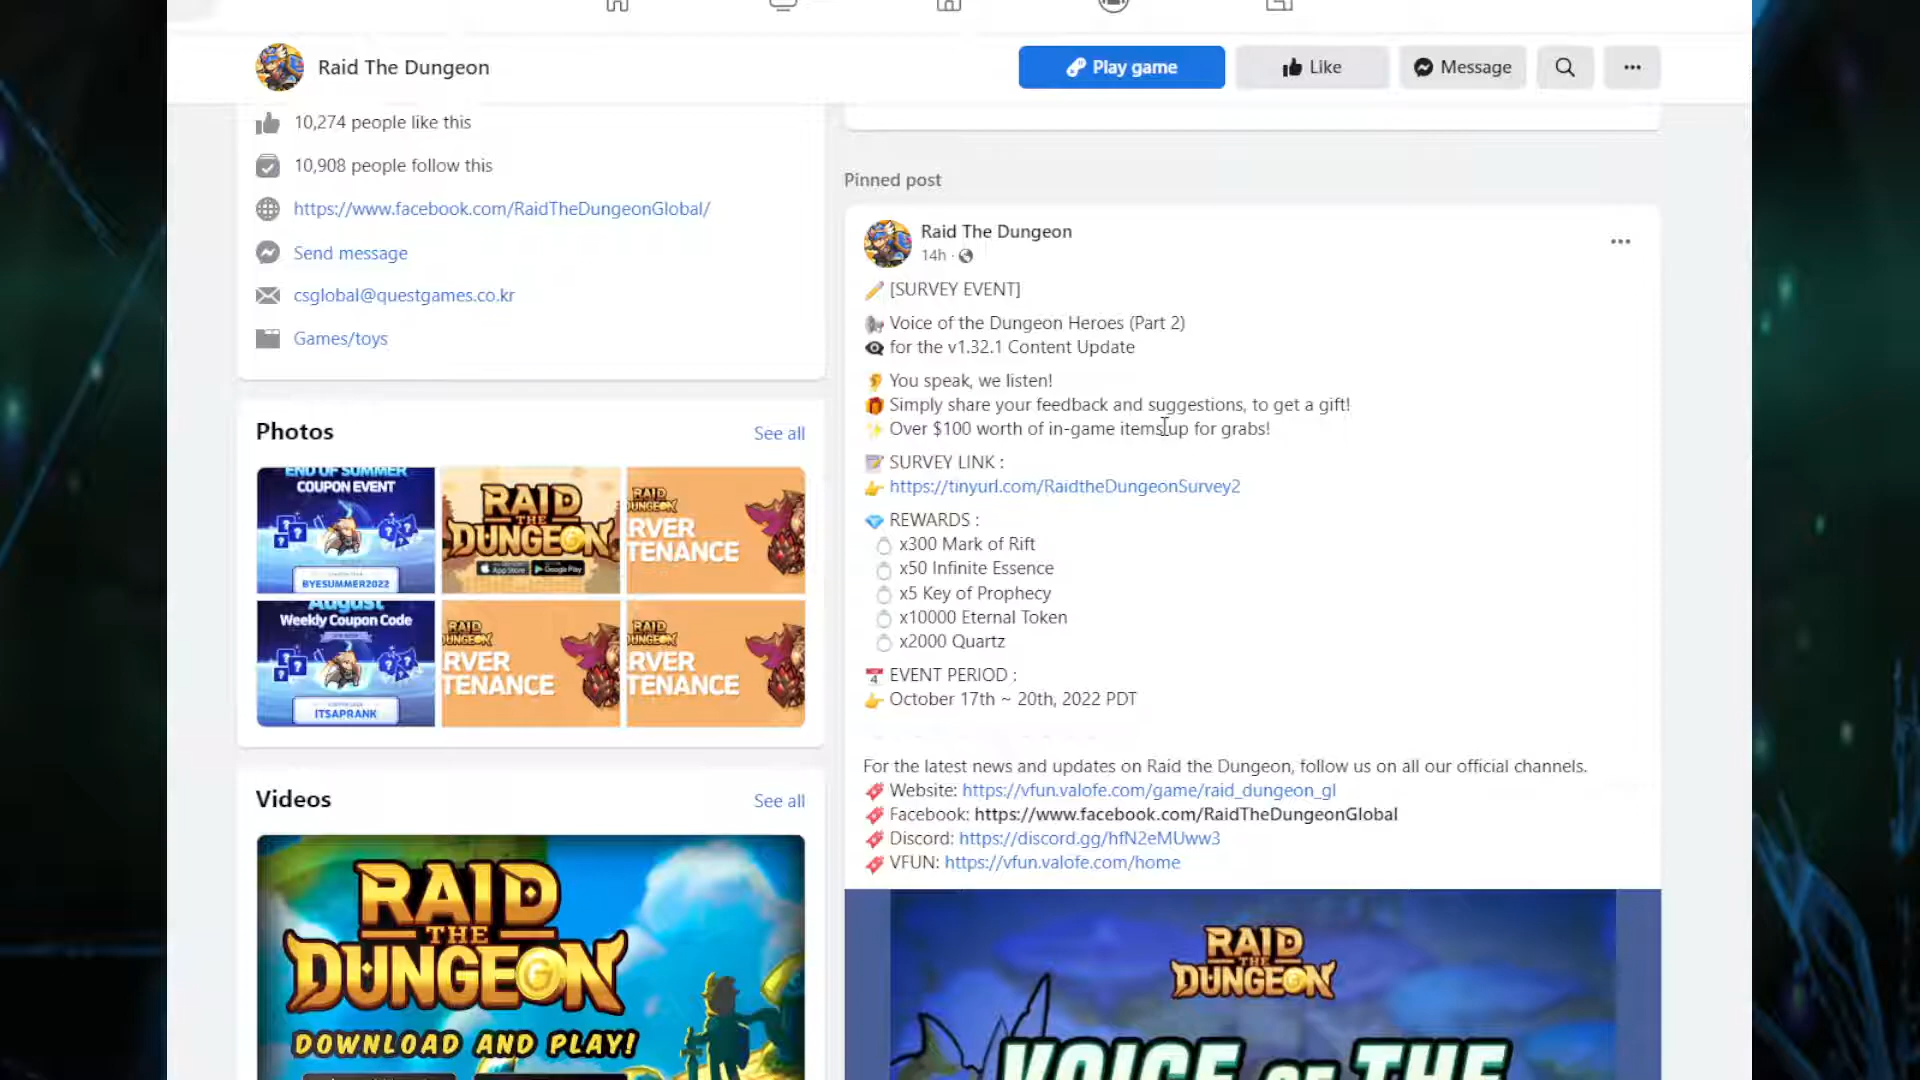 Raid The Dungeon
Play game
Like
Message
10,274 people like this
10,908 people follow this
https://www.facebook.com/RaidTheDungeonGlobal/
Send message
csglobal@questgames.co.kr
Games/toys
Photos
See all
END OF SUMMER
COUPON EVENT
BYESUMMER2022
RAID
THE
DUNGEON
App Store
Google Play
RAID
DUNGEON
RVER
TENANCE
August
Weekly Coupon Code
ITSAPRANK
RAID
DUNGEON
RVER
TENANCE
RAID
DUNGEON
RVER
TENANCE
Videos
See all
RAID
THE
DUNGEON
DOWNLOAD AND PLAY!
Pinned post
Raid The Dungeon
14h ·
[SURVEY EVENT]
Voice of the Dungeon Heroes (Part 2)
for the v1.32.1 Content Update
You speak, we listen!
Simply share your feedback and suggestions, to get a gift!
Over $100 worth of in-game items up for grabs!
SURVEY LINK :
https://tinyurl.com/RaidtheDungeonSurvey2
REWARDS :
x300 Mark of Rift
x50 Infinite Essence
x5 Key of Prophecy
x10000 Eternal Token
x2000 Quartz
EVENT PERIOD :
October 17th ~ 20th, 2022 PDT
For the latest news and updates on Raid the Dungeon, follow us on all our official channels.
Website: https://vfun.valofe.com/game/raid_dungeon_gl
Facebook: https://www.facebook.com/RaidTheDungeonGlobal
Discord: https://discord.gg/hfN2eMUww3
VFUN: https://vfun.valofe.com/home
RAID
THE
DUNGEON
VOICE OF THE